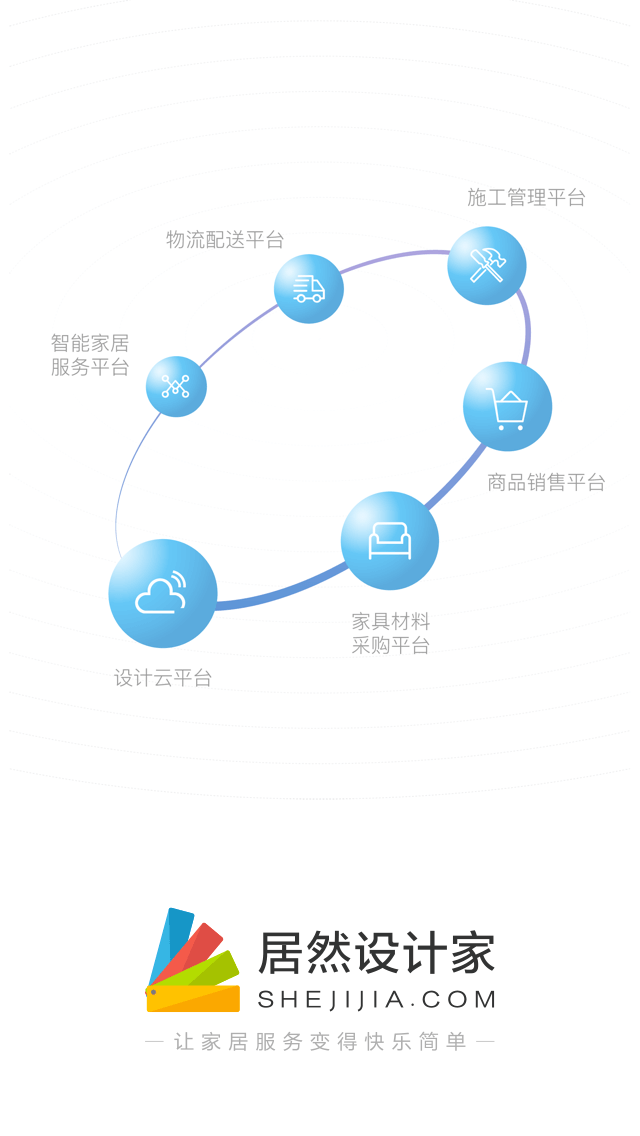 施工管理平台
物流配送平台
智能家居
服务平台
商品销售平台
家具材料
采购平台
设计云平台
居然设计家
SHEJIJIA.COM
让家居服务变得快乐简单